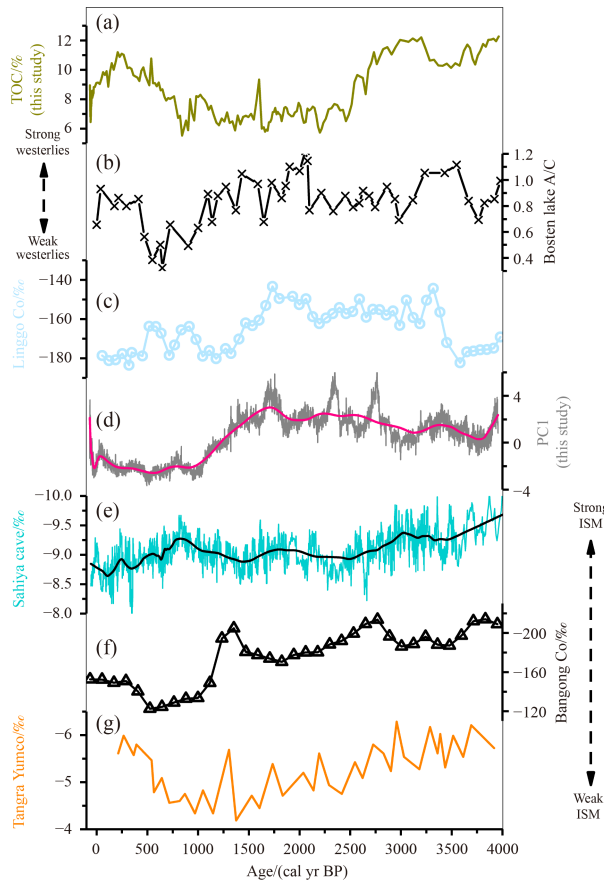 (a)
12
10
8
6
TOC/%
(this study)
Strong
westerlies
Weak
westerlies
(b)
1.2
1.0
0.8
0.6
0.4
Bosten lake A/C
−140
−160
−180
Linggo Co/‰
(c)
(d)
4
0
−4
PC1
(this study)
−10.0
−9.5
−9.0
−8.5
−8.0
Sahiya cave/‰
(e)
Strong
ISM
Weak
ISM
(f)
−200
−160
−120
Bangong Co/‰
(g)
−6
−5
−4
Tangra Yumco/‰
0 500 1000 1500 2000 2500 3000 3500 4000
Age/(cal yr BP)